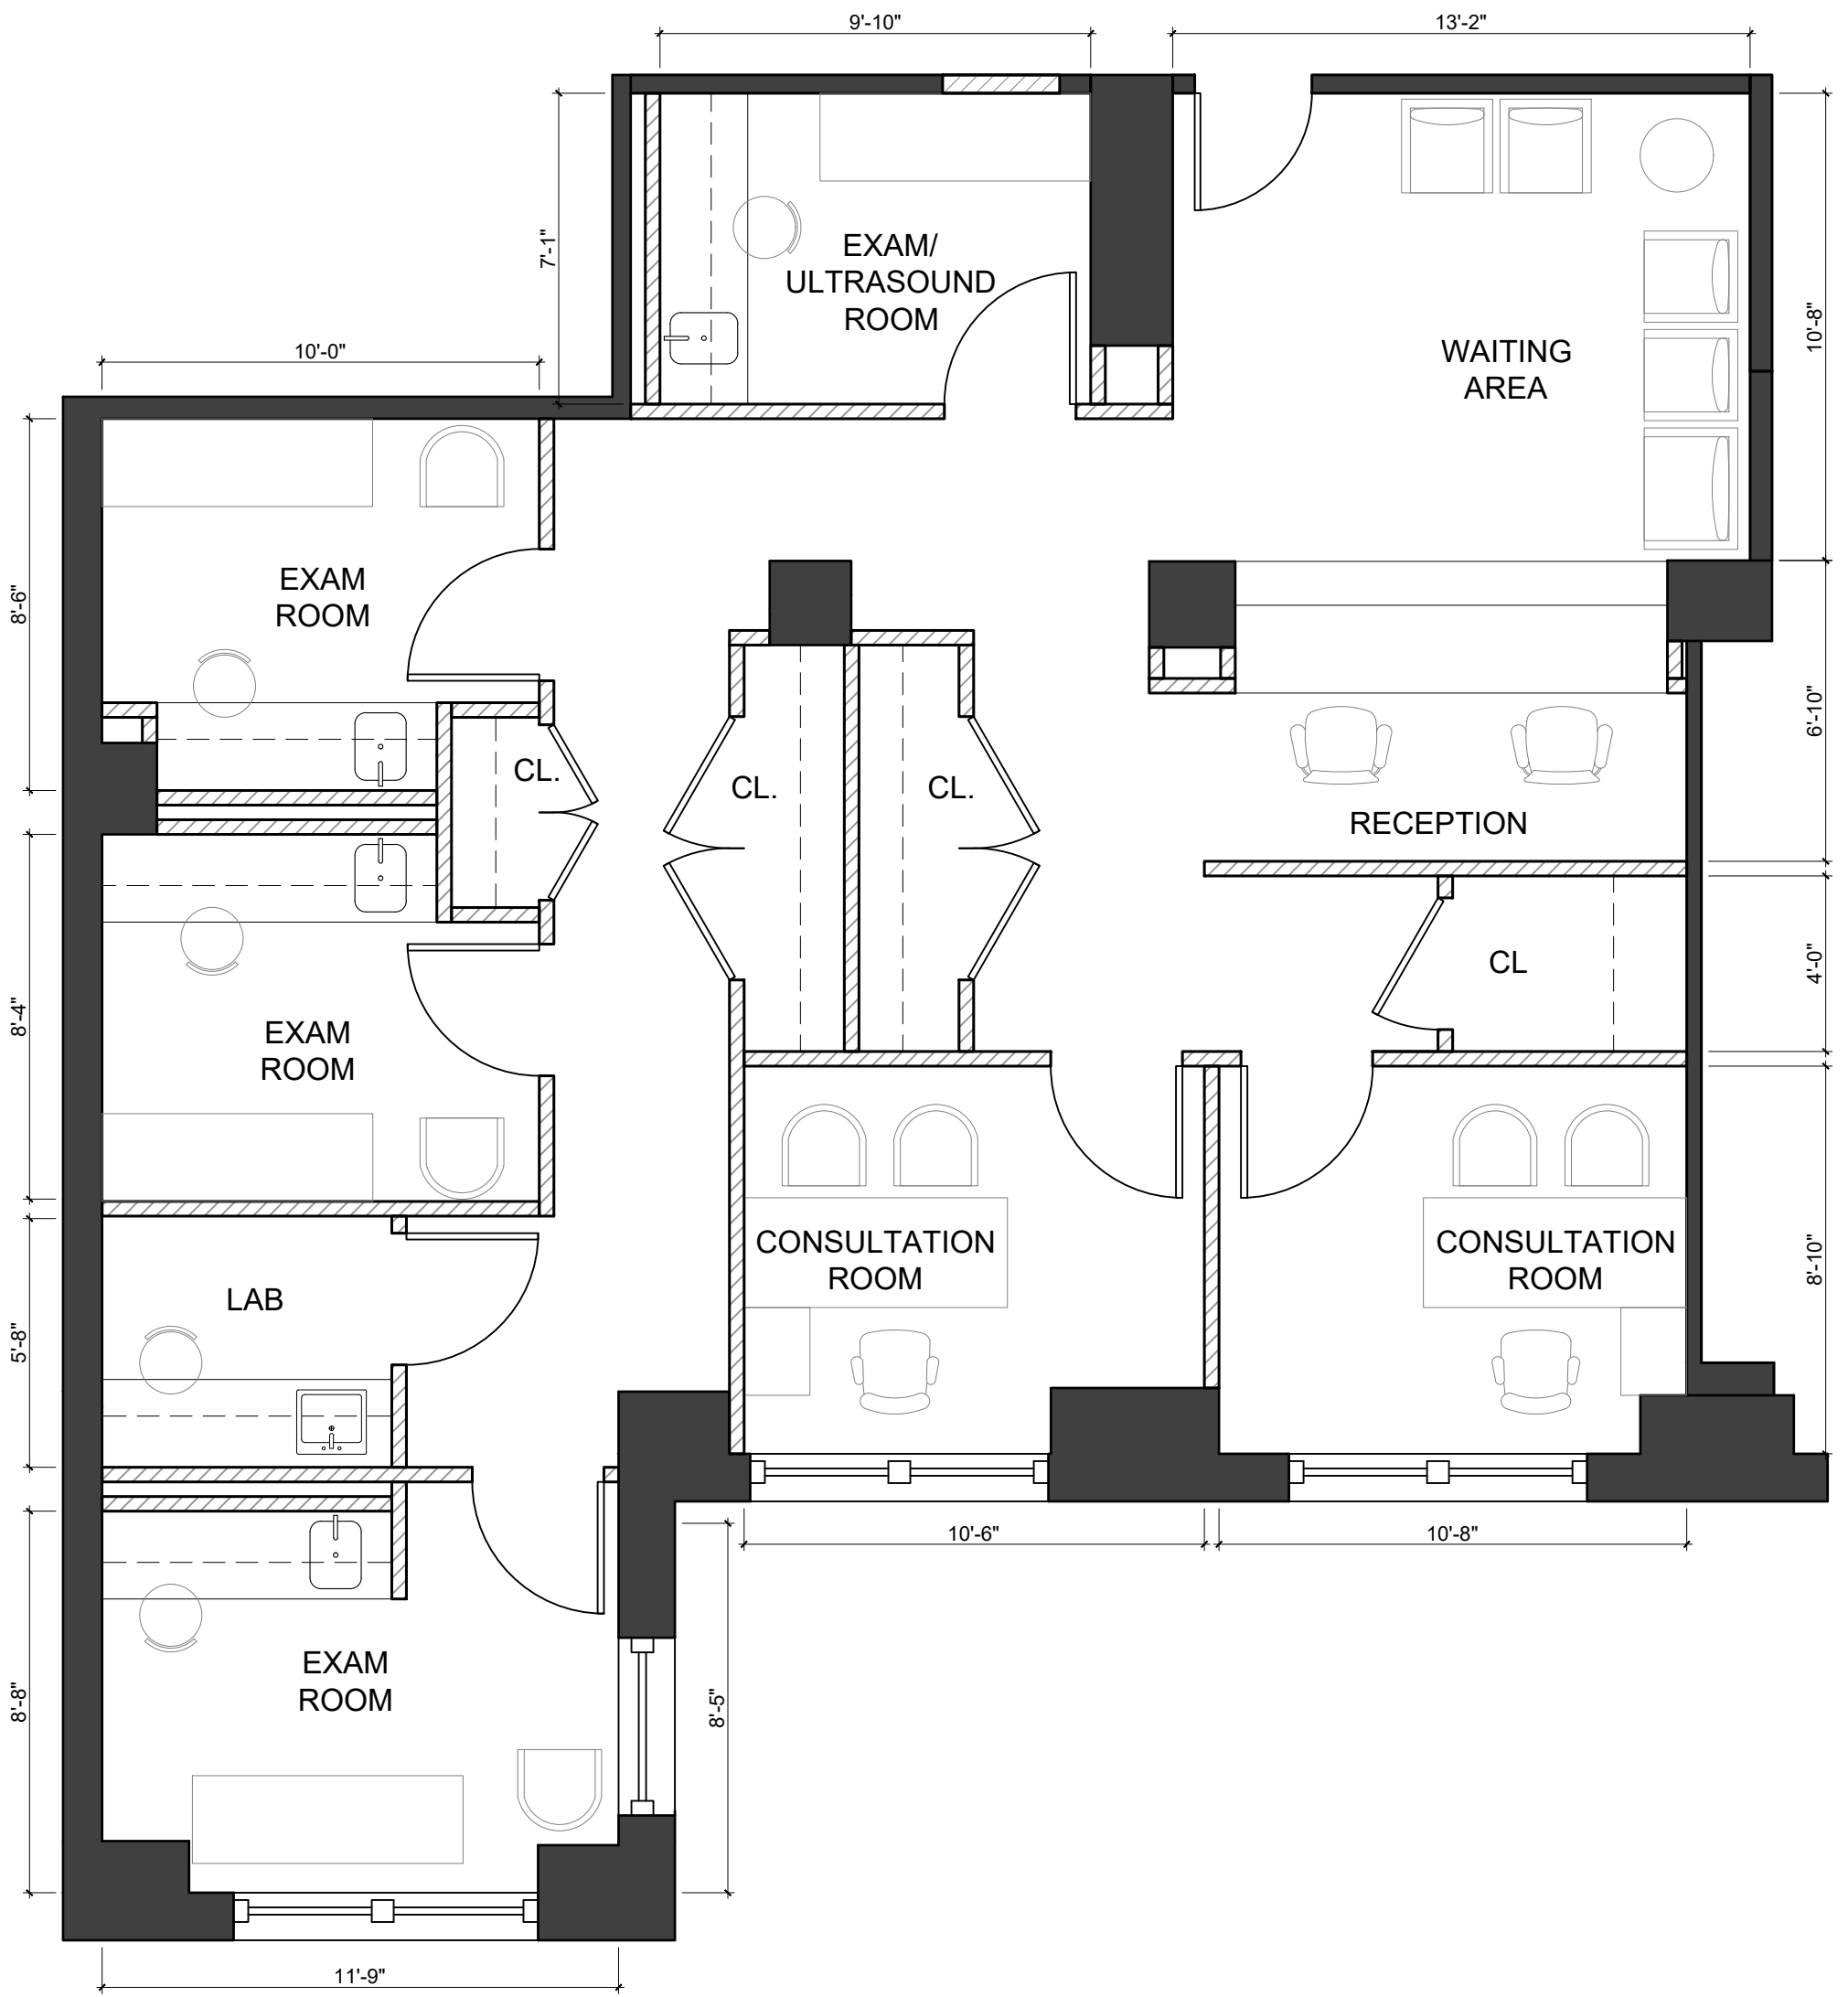 9'-10"
13'-2"
7'-1"
EXAM/
ULTRASOUND
ROOM
10'-8"
10'-0"
WAITING
AREA
8'-6"
EXAM
ROOM
6'-10"
CL.
CL.
CL.
RECEPTION
8'-4"
EXAM
ROOM
CL
4'-0"
CONSULTATION
ROOM
CONSULTATION
ROOM
8'-10"
5'-8"
LAB
10'-6"
10'-8"
8'-8"
EXAM
ROOM
8'-5"
11'-9"